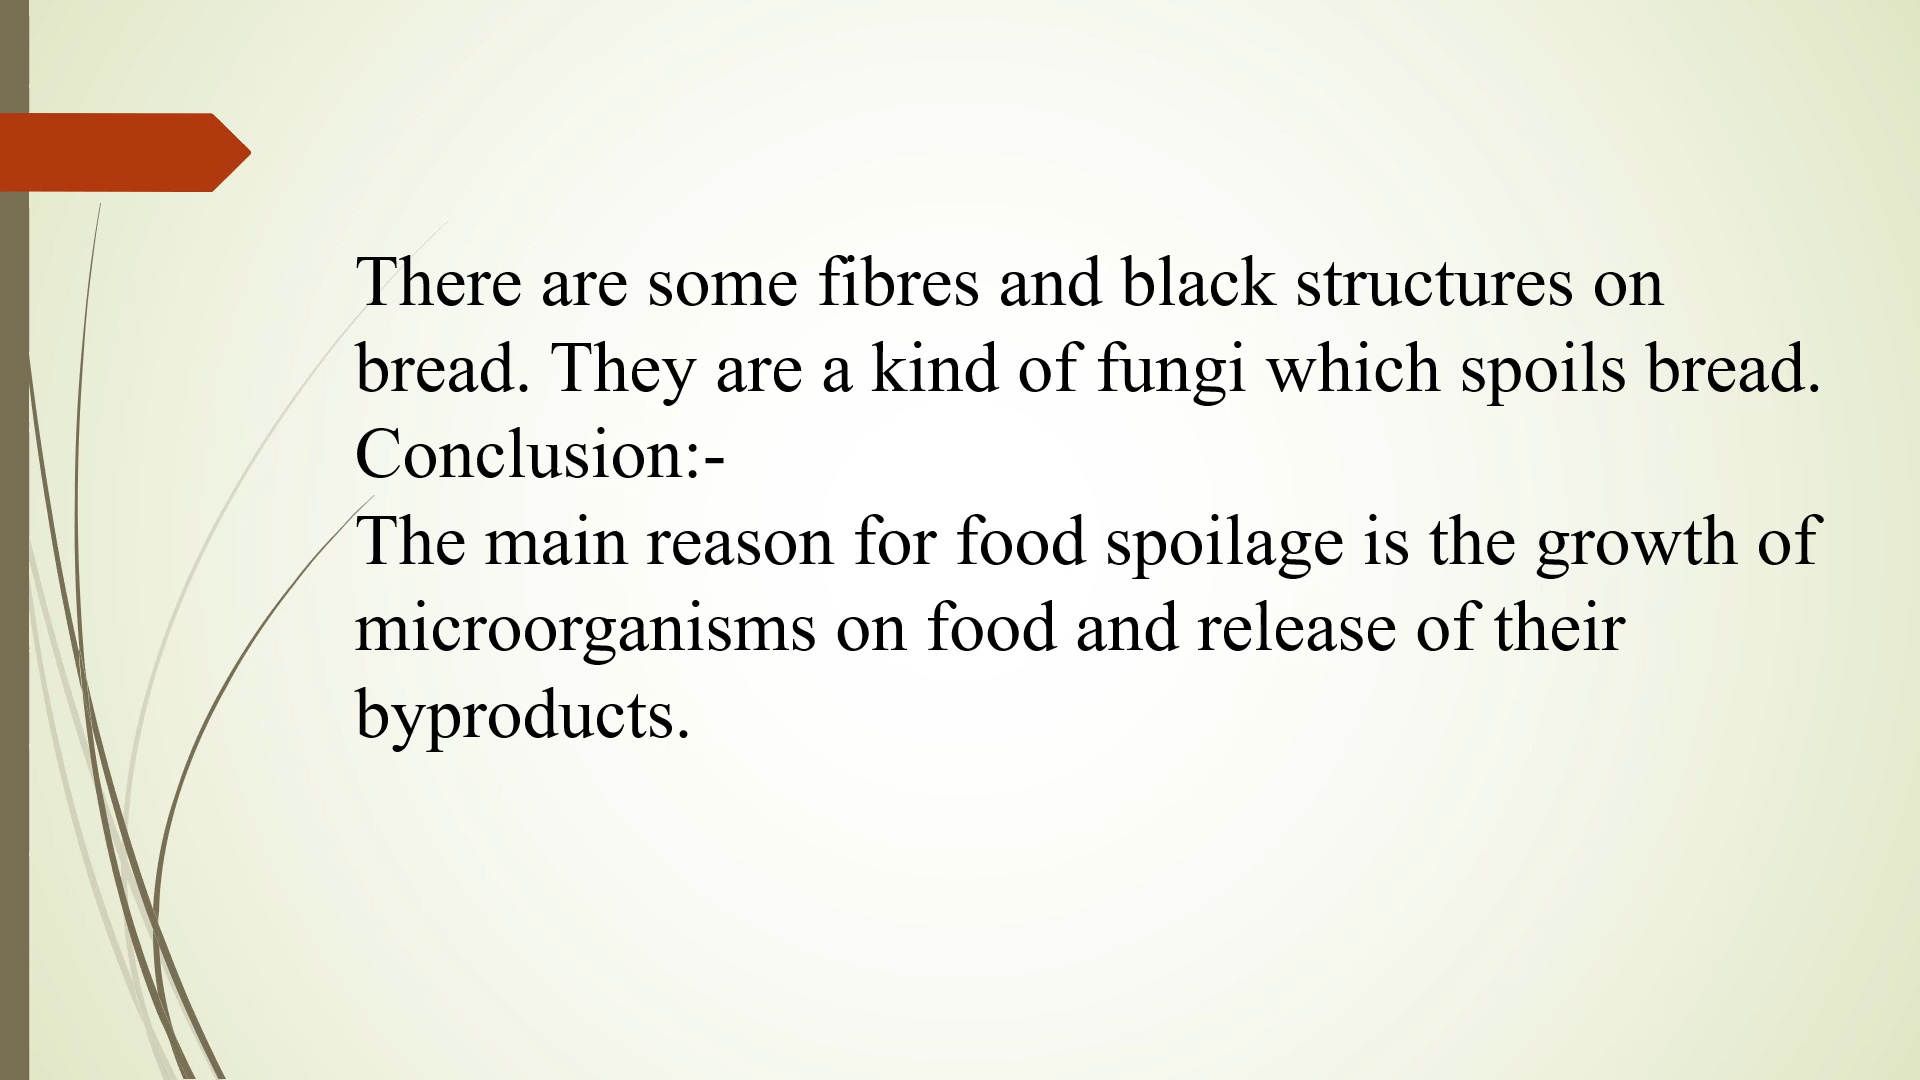 There are some fibres and black structures on
bread. They are a kind of fungi which spoils bread.
Conclusion:-
The main reason for food spoilage is the growth of
microorganisms on food and release of their
byproducts.